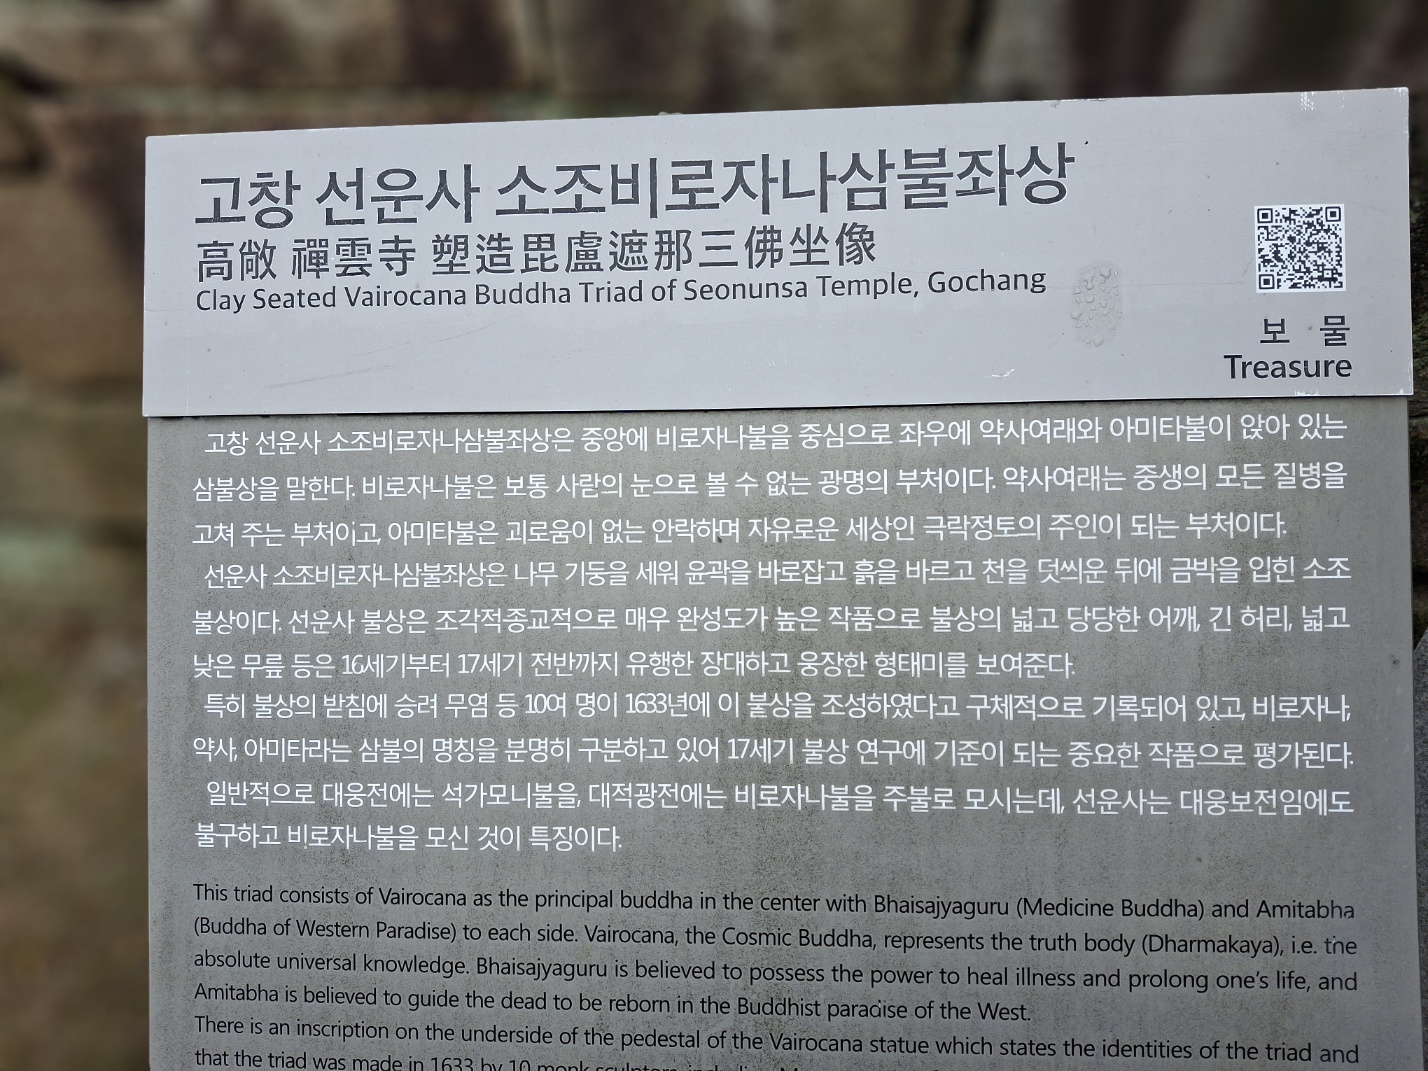 고창 선운사 소조비로자나삼불좌상
高敞 禪雲寺 塑造毘盧遮那三佛坐像
Clay Seated Vairocana Buddha Triad of Seonunsa Temple, Gochang
보 물
Treasure
고창 선운사 소조비로자나삼불좌상은 중앙에 비로자나불을 중심으로 좌우에 약사여래와 아미타불이 앉아 있는
삼불상을 말한다. 비로자나불은 보통 사람의 눈으로 볼 수 없는 광명의 부처이다. 약사여래는 중생의 모든 질병을
고쳐 주는 부처이고, 아미타불은 괴로움이 없는 안락하며 자유로운 세상인 극락정토의 주인이 되는 부처이다.
선운사 소조비로자나삼불좌상은 나무 기둥을 세워 윤곽을 바로잡고 흙을 바르고 천을 덧씌운 뒤에 금박을 입힌 소조
불상이다. 선운사 불상은 조각적종교적으로 매우 완성도가 높은 작품으로 불상의 넓고 당당한 어깨, 긴 허리, 넓고
낮은 무릎 등은 16세기부터 17세기 전반까지 유행한 장대하고 웅장한 형태미를 보여준다.
특히 불상의 받침에 승려 무염 등 10여 명이 1633년에 이 불상을 조성하였다고 구체적으로 기록되어 있고, 비로자나,
약사, 아미타라는 삼불의 명칭을 분명히 구분하고 있어 17세기 불상 연구에 기준이 되는 중요한 작품으로 평가된다.
일반적으로 대웅전에는 석가모니불을, 대적광전에는 비로자나불을 주불로 모시는데, 선운사는 대웅보전임에도
불구하고 비로자나불을 모신 것이 특징이다.
This triad consists of Vairocana as the principal buddha in the center with Bhaisajyaguru (Medicine Buddha) and Amitabha
(Buddha of Western Paradise) to each side. Vairocana, the Cosmic Buddha, represents the truth body (Dharmakaya), i.e. the
absolute universal knowledge. Bhaisajyaguru is believed to possess the power to heal illness and prolong one's life, and
Amitabha is believed to guide the dead to be reborn in the Buddhist paradise of the West.
There is an inscription on the underside of the pedestal of the Vairocana statue which states the identities of the triad and
that the triad was made in 1633 by 10 monk